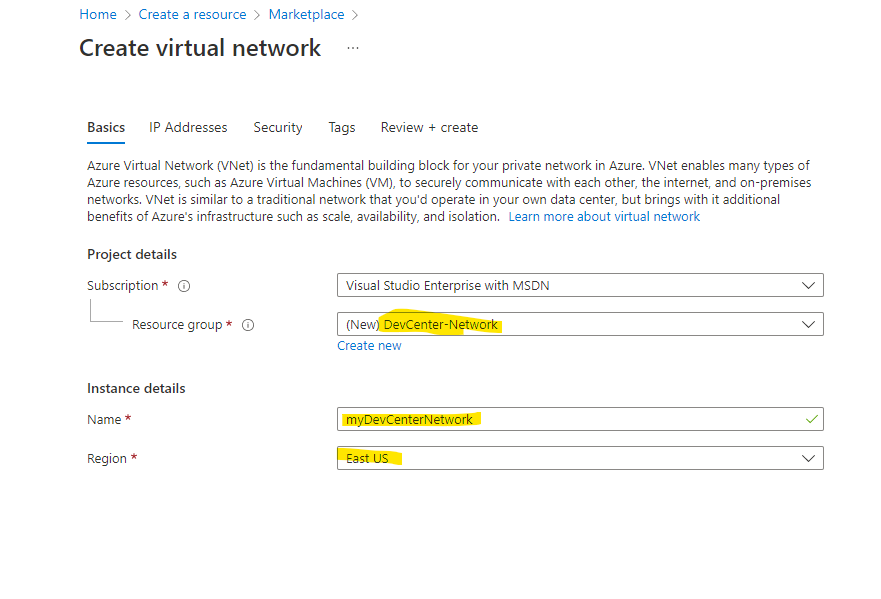 Home > Create a resource > Marketplace >
Create virtual network ...
Basics IP Addresses Security Tags Review + create
Azure Virtual Network (VNet) is the fundamental building block for your private network in Azure. VNet enables many types of
Azure resources, such as Azure Virtual Machines (VM), to securely communicate with each other, the internet, and on-premises
networks. VNet is similar to a traditional network that you'd operate in your own data center, but brings with it additional
benefits of Azure's infrastructure such as scale, availability, and isolation. Learn more about virtual network
Project details
Subscription * Visual Studio Enterprise with MSDN
Resource group * (New) DevCenter-Network
Create new
Instance details
Name * myDevCenterNetwork
Region * East US